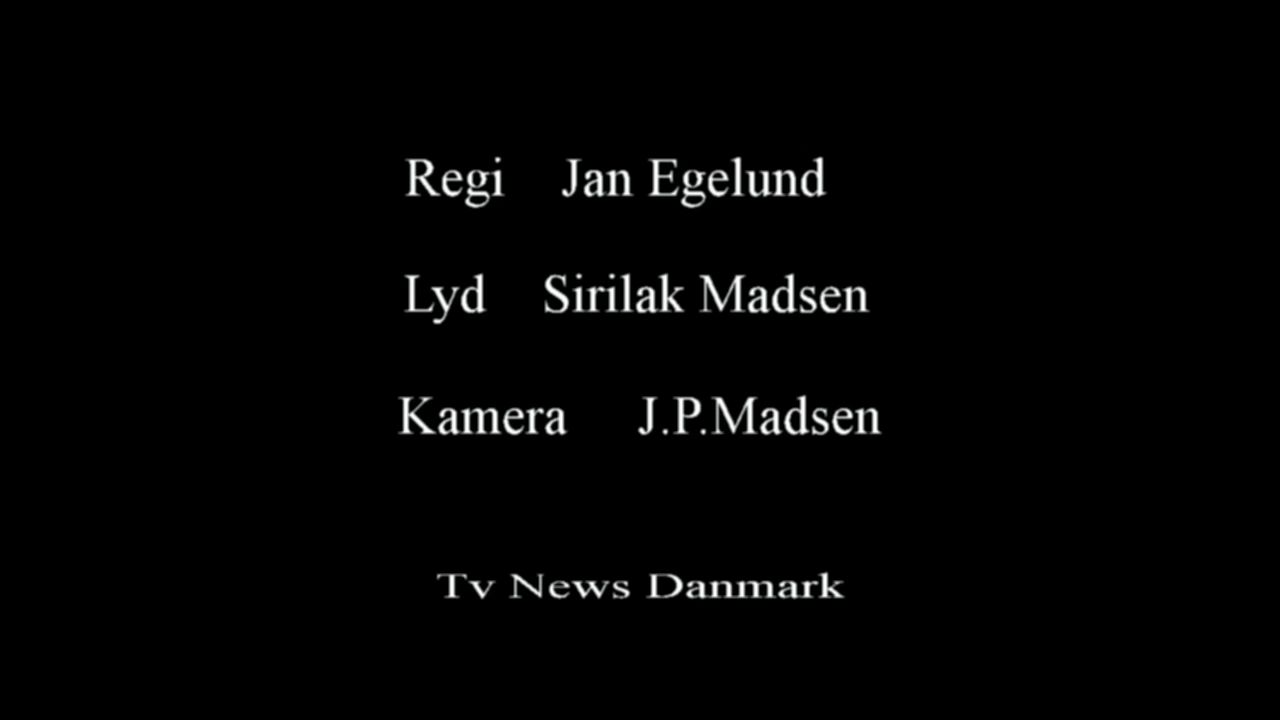 Regi Jan Egelund
Lyd Sirilak Madsen
Kamera J.P.Madsen
Tv News Danmark